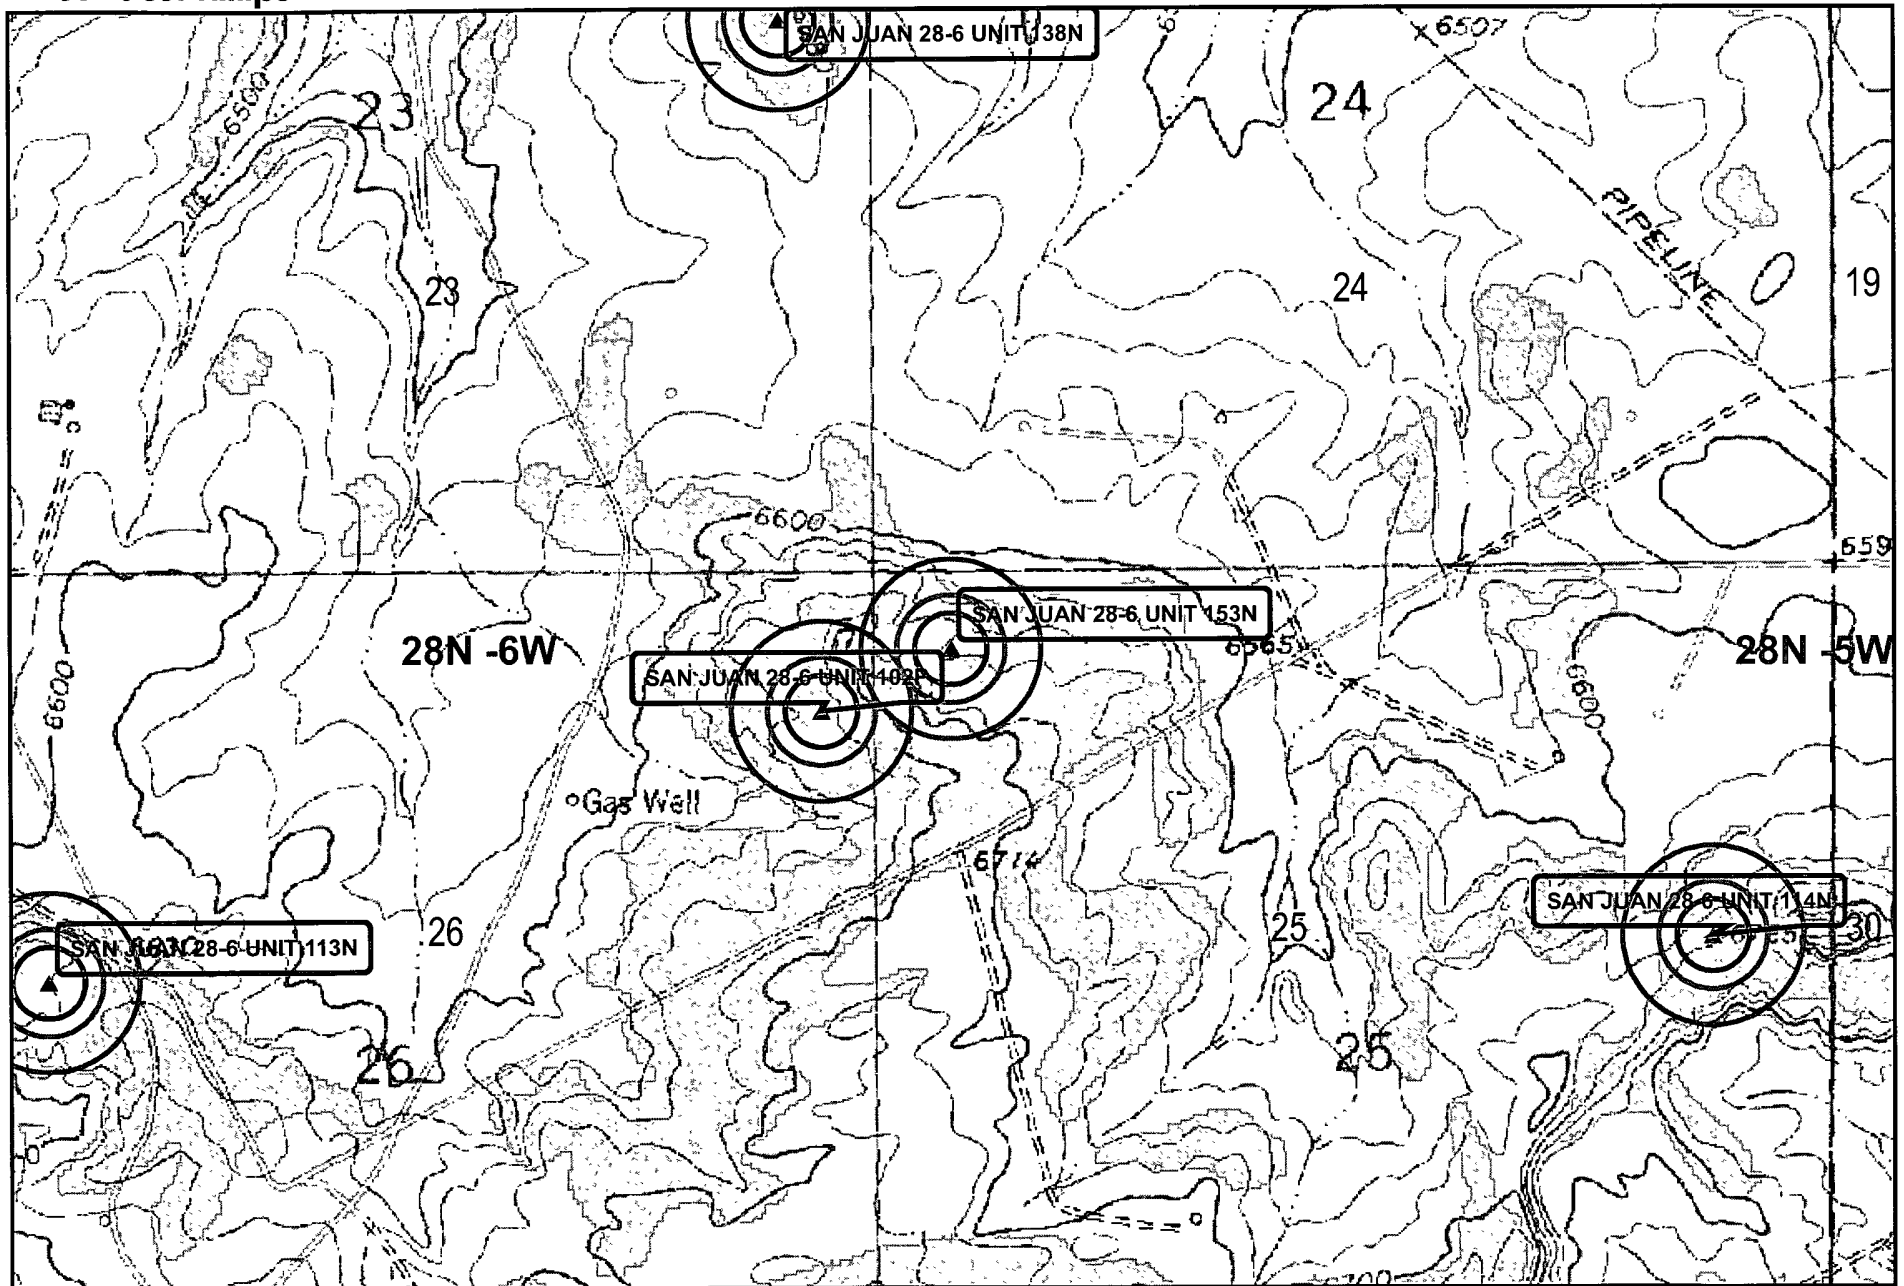 SAN JUAN 28-6 UNIT 138N
6507
6500
23
24
PIPELINE
23
24
19
6600
659
SAN JUAN 28-6 UNIT 153N
28N -6W
6565
28N -5W
SAN JUAN 28-6 UNIT 102P
6600
6600
Gas Well
6714
SAN JUAN 28-6 UNIT 114N
26
25
30
SAN JUAN 28-6 UNIT 113N
26
25